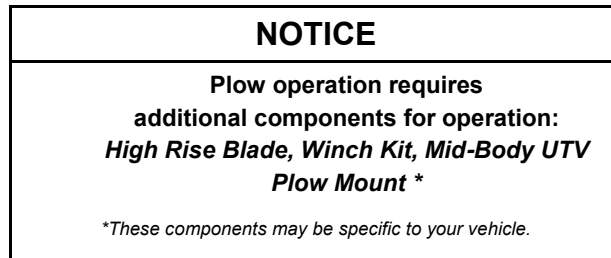 NOTICE
Plow operation requires
additional components for operation:
High Rise Blade, Winch Kit, Mid-Body UTV
Plow Mount *
*These components may be specific to your vehicle.